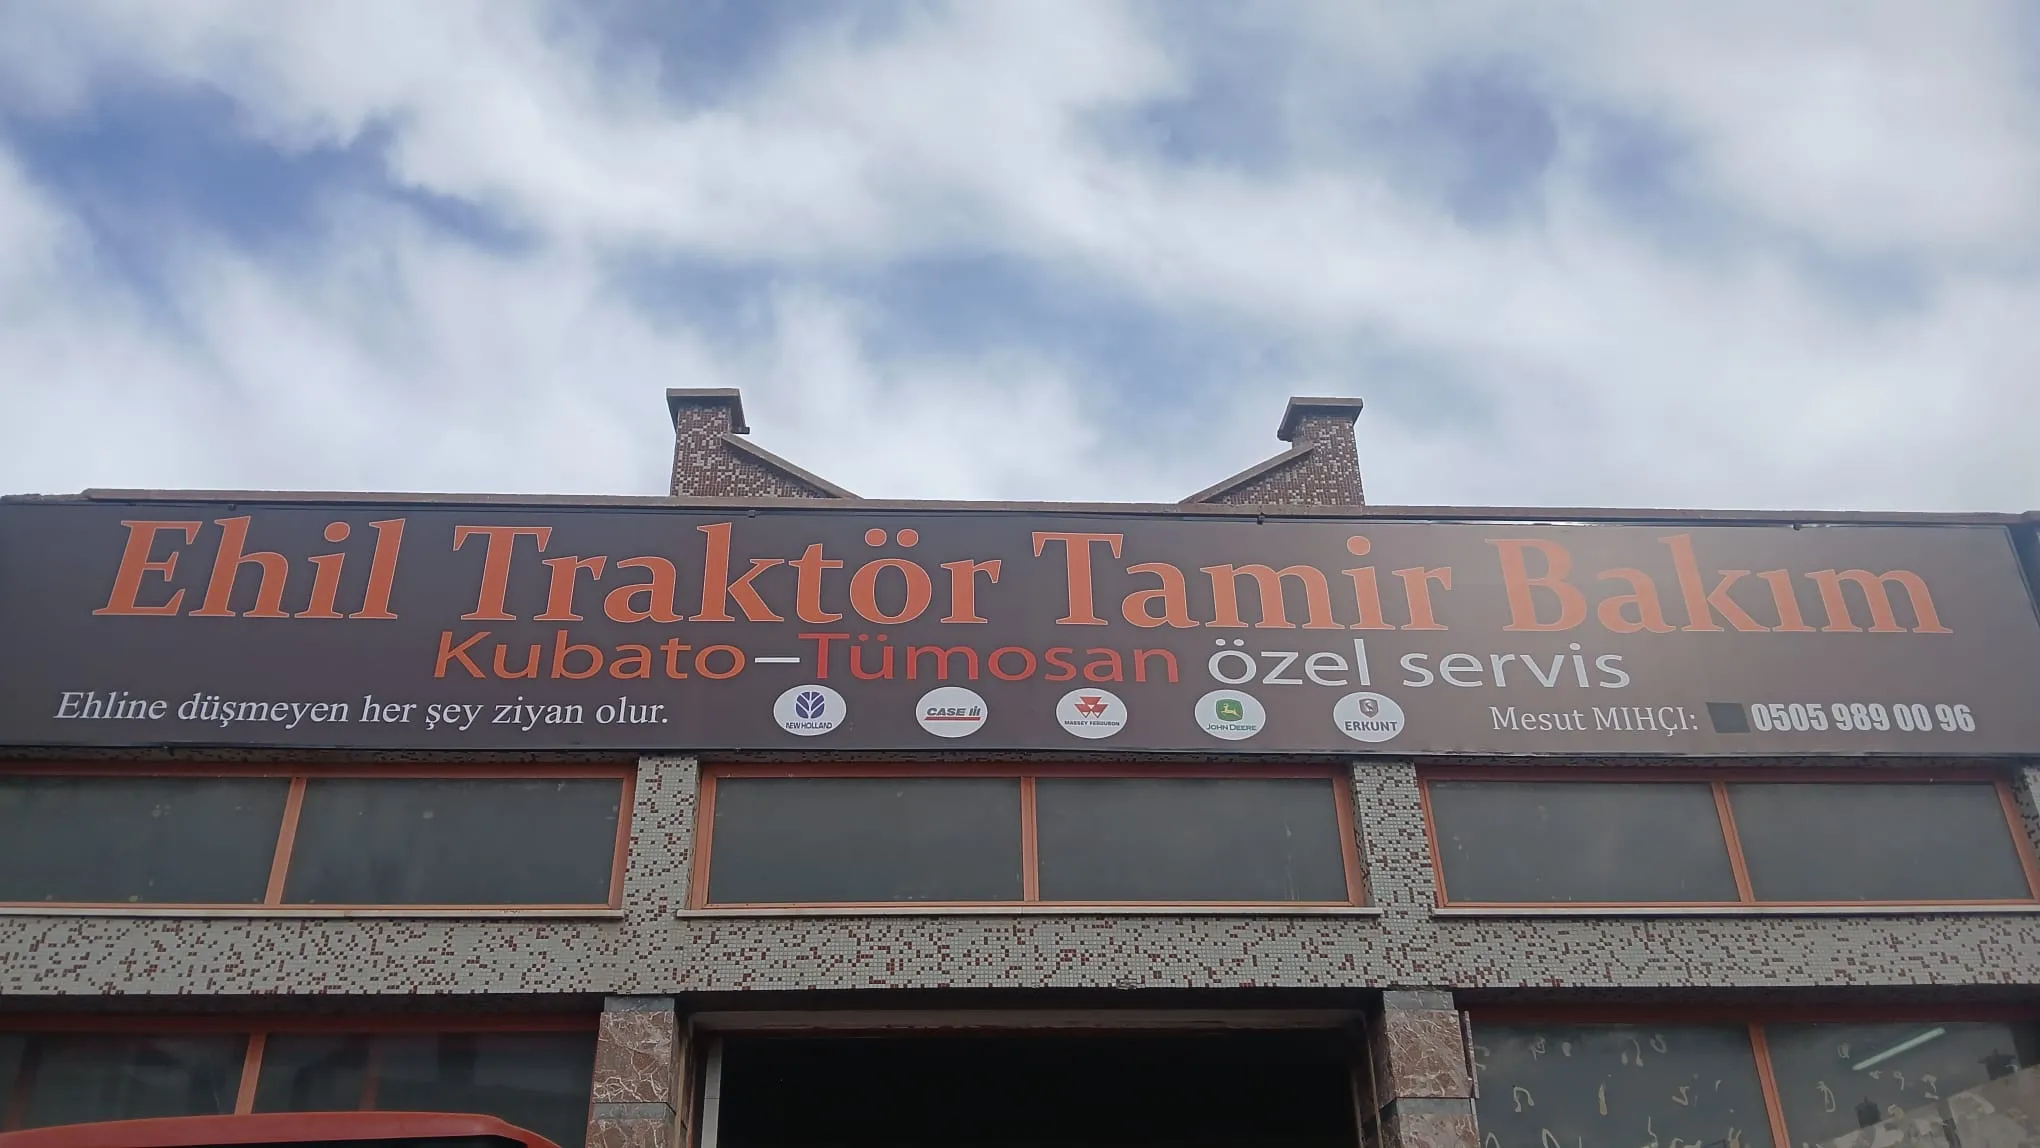 Ehil Traktör Tamir Bakım
Kubato-Tümosan özel servis
Ehline düşmeyen her şey ziyan olur.
NEW HOLLAND
CASE III
MASSEY FERGUSON
JOHN DEERE
ERKUNT
Mesut MIHÇI: 0505 989 00 96